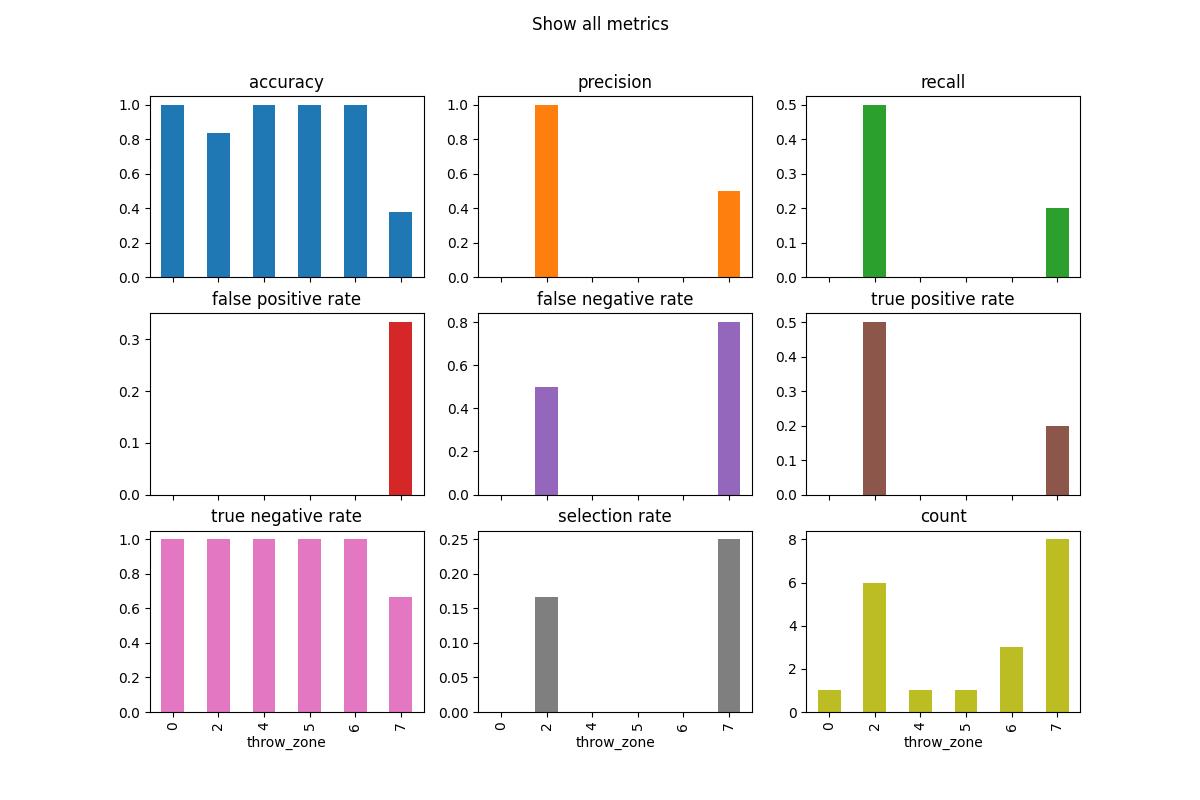 Show all metrics
accuracy precision recall
1.0 1.0 0.5
0.8 0.8 0.4
0.6 0.6 0.3
0.4 0.4 0.2
0.2 0.2 0.1
0.0 0.0 0.0
false positive rate false negative rate true positive rate
0.3 0.8 0.5
0.2 0.6 0.4
0.1 0.4 0.3
0.0 0.2 0.2
0.0 0.1
0.0
true negative rate selection rate count
1.0 0.25 8
0.8 0.20 6
0.6 0.15 4
0.4 0.10 2
0.2 0.05 0
0.0 0.00
0 2 4 5 6 7 0 2 4 5 6 7 0 2 4 5 6 7
throw_zone throw_zone throw_zone